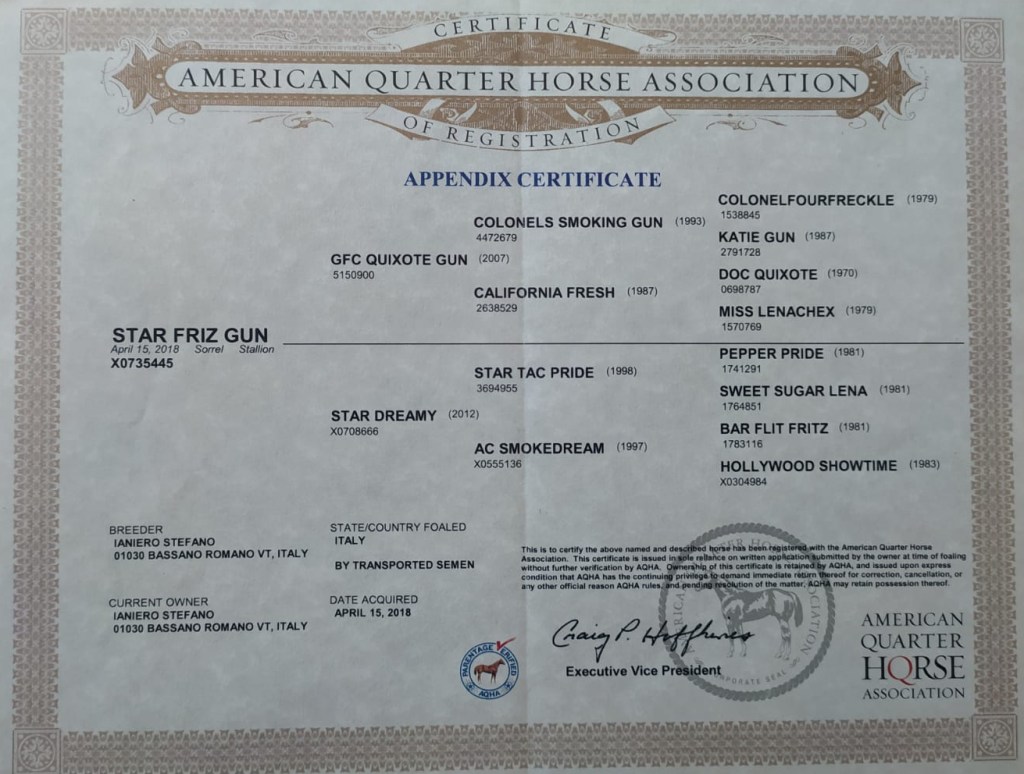 CERTIFICATE
AMERICAN QUARTER HORSE ASSOCIATION
OF REGISTRATION
APPENDIX CERTIFICATE
COLONELFOURFRECKLE (1979)
1538845
COLONELS SMOKING GUN (1993)
4472679
KATIE GUN (1987)
2791728
GFC QUIXOTE GUN (2007)
5150900
DOC QUIXOTE (1970)
0698787
CALIFORNIA FRESH (1987)
2638529
MISS LENACHEX (1979)
1570769
STAR FRIZ GUN
April 15, 2018 Sorrel Stallion
X0735445
PEPPER PRIDE (1981)
1741291
STAR TAC PRIDE (1998)
3694955
SWEET SUGAR LENA (1981)
1764851
STAR DREAMY (2012)
X0708666
BAR FLIT FRITZ (1981)
1783116
AC SMOKEDREAM (1997)
X0555136
HOLLYWOOD SHOWTIME (1983)
X0304984
BREEDER
IANIERO STEFANO
01030 BASSANO ROMANO VT, ITALY
STATE/COUNTRY FOALED
ITALY
BY TRANSPORTED SEMEN
CURRENT OWNER
IANIERO STEFANO
01030 BASSANO ROMANO VT, ITALY
DATE ACQUIRED
APRIL 15, 2018
This is to certify the above named and described horse has been registered with the American Quarter Horse
Association. This certificate is issued in sole reliance on written application submitted by the owner at time of foaling
without further verification by AQHA. Ownership of this certificate is retained by AQHA, and issued upon express
condition that AQHA has the continuing privilege to demand immediate return thereof for correction, cancellation, or
any other official reason AQHA rules, and pending resolution of the matter, AQHA may retain possession thereof.
Craig P. Huffhines
Executive Vice President
PARENTAGE VERIFIED
AQHA
CORPORATE SEAL
AMERICAN
QUARTER
HORSE
ASSOCIATION